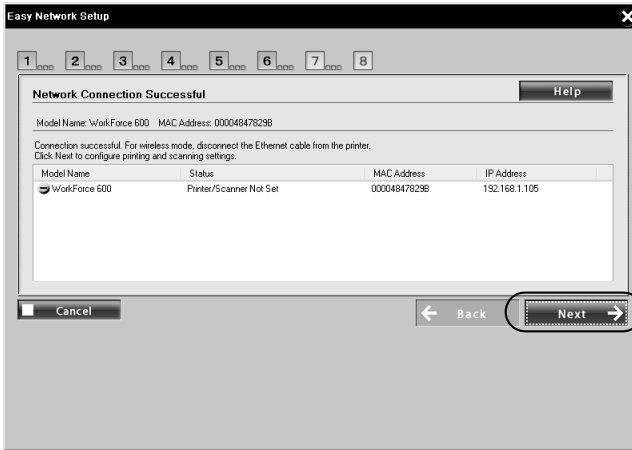 Easy Network Setup
1 2 3 4 5 6 7 8
Network Connection Successful
Help
Model Name: WorkForce 600 MAC Address: 00004847829B
Connection successful. For wireless mode, disconnect the Ethernet cable from the printer.
Click Next to configure printing and scanning settings.
Model Name Status MAC Address IP Address
WorkForce 600 Printer/Scanner Not Set 00004847829B 192.168.1.105
Cancel Back Next